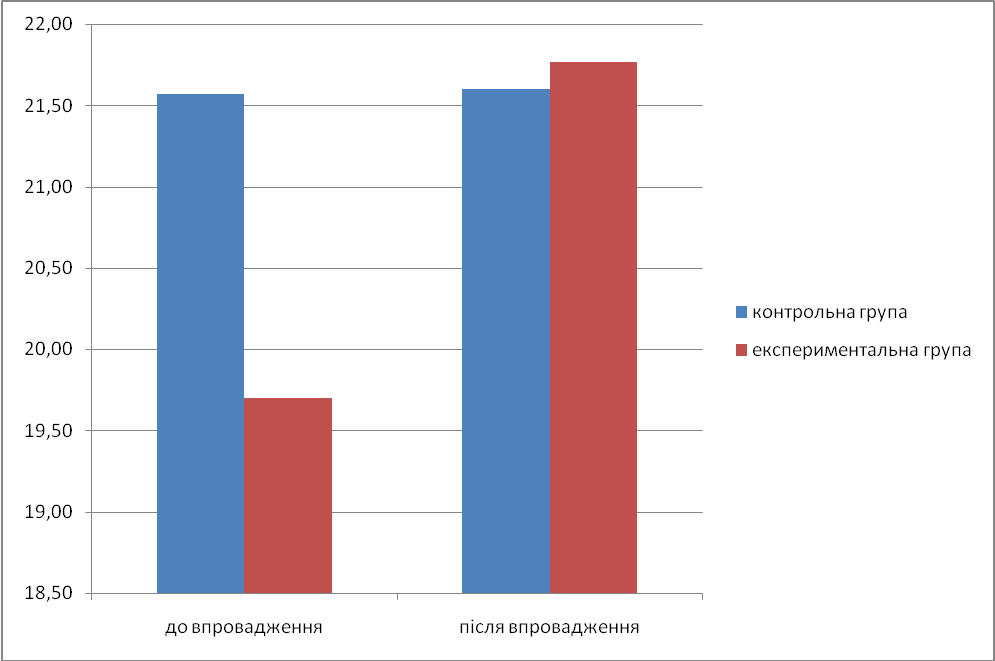 22,00
21,50
21,00
20,50
20,00
19,50
19,00
18,50
до впровадження
після впровадження
контрольна група
експериментальна група